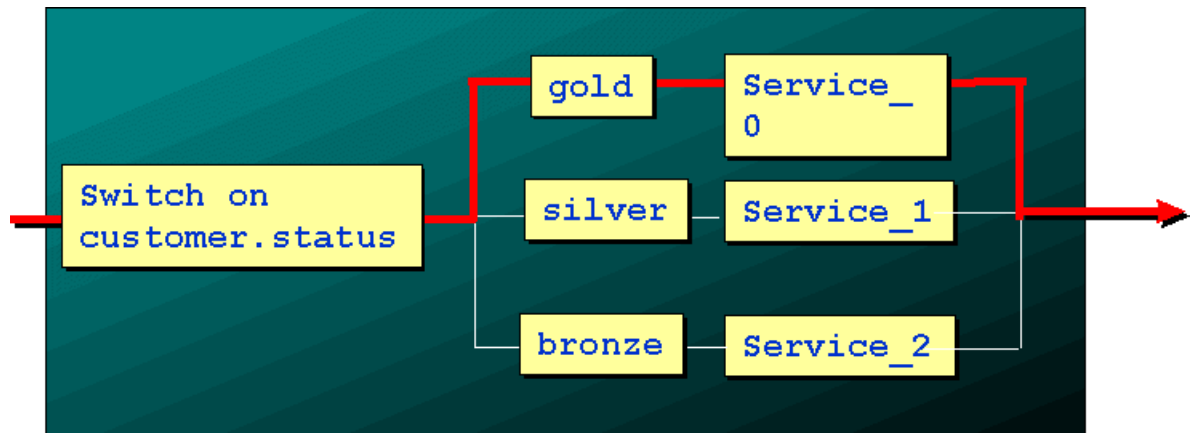 gold
Service_
0
Switch on
customer.status
silver
Service_1
bronze
Service_2